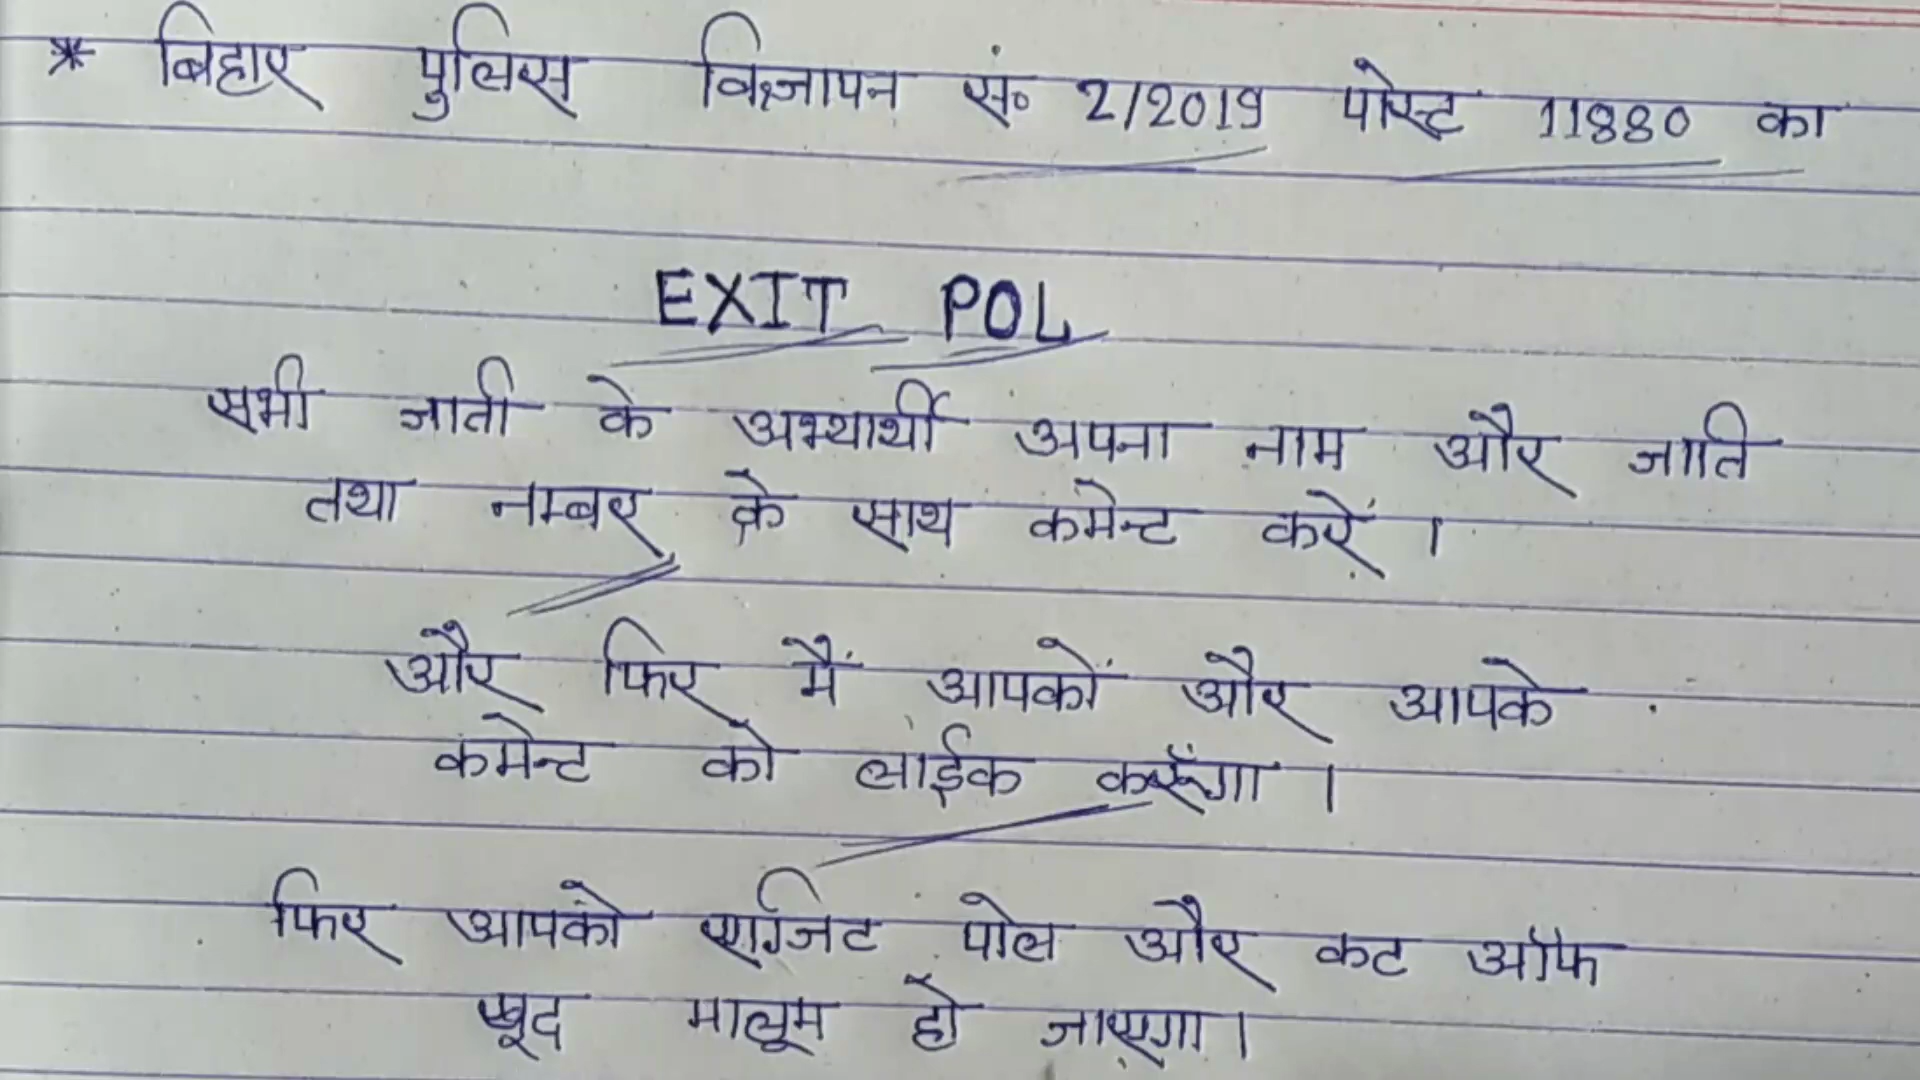 * बिहार पुलिस विज्ञापन सं० 2/2019 पोस्ट 11880 का
EXIT POL
सभी जाती के अभ्यार्थी अपना नाम और जाति
तथा नम्बर के साथ कमेन्ट करें ।
और फिर मैं आपकों और आपके
कमेन्ट को लाईक करूँगा ।
फिर आपको एग्जिट पोल और कट ऑफ
खूद मालूम हो जाएगा ।